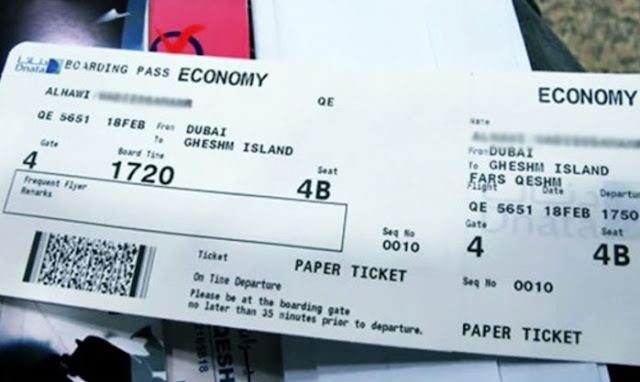 Dnata BOARDING PASS ECONOMY
ALHAWI
QE
QE 5651 18FEB From DUBAI
To GHESHM ISLAND
Gate Board Time Seat
4 1720 4B
Frequent Flyer
Remarks
Seq No
0010
Ticket PAPER TICKET
On Time Departure
Please be at the boarding gate
no later than 35 minutes prior to departure.
ECONOMY
Name
From DUBAI
To GHESHM ISLAND
FARS QESHM
Flight Date Departu
QE 5651 18FEB 1750
Gate Seat
4 4B
Seq No 0010
PAPER TICKET